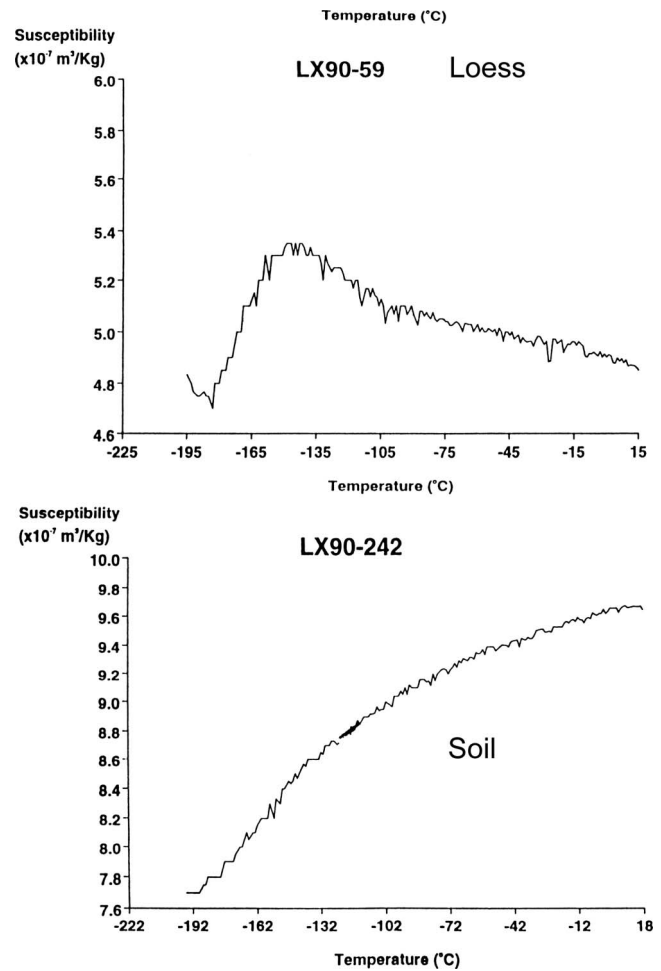 Temperature (°C)
Susceptibility
(x10⁻⁷ m³/Kg)
LX90-59 Loess
6.0
5.8
5.6
5.4
5.2
5.0
4.8
4.6
-225 -195 -165 -135 -105 -75 -45 -15 15
Temperature (°C)
Susceptibility
(x10⁻⁷ m³/Kg)
LX90-242
10.0
9.8
9.6
9.4
9.2
9.0
8.8
8.6
8.4
8.2
8.0
7.8
7.6
Soil
-222 -192 -162 -132 -102 -72 -42 -12 18
Temperature (°C)